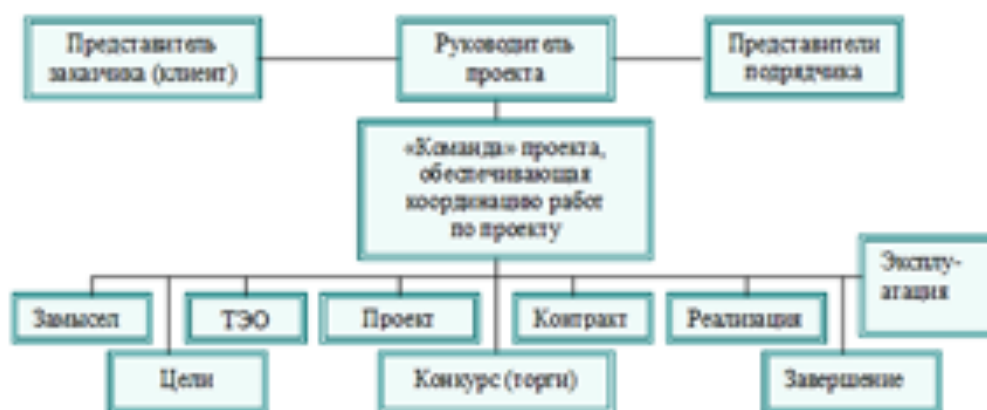 Представитель
заказчика (клиент)
Руководитель
проекта
Представители
подрядчика
«Команда» проекта,
обеспечивающая
координацию работ
по проекту
Эксплу-
атация
Замысел
ТЭО
Проект
Контракт
Реализация
Цели
Конкурс (торги)
Завершение